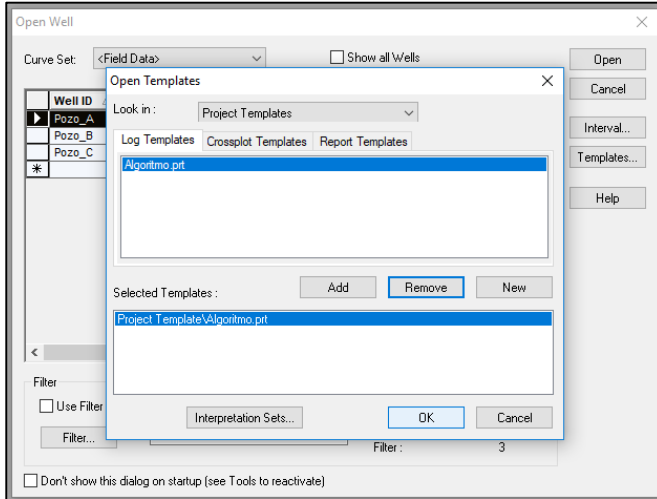 Open Well
Curve Set: <Field Data> Show all Wells Open
Open Templates
Cancel
Look in : Project Templates
Well ID
Pozo_A
Pozo_B
Pozo_C
Interval...
Log Templates Crossplot Templates Report Templates
Templates...
Algoritmo.prt
Help
Selected Templates : Add Remove New
Project Template\Algoritmo.prt
Filter
Use Filter
Interpretation Sets... OK Cancel
Filter... Filter : 3
Don't show this dialog on startup (see Tools to reactivate)